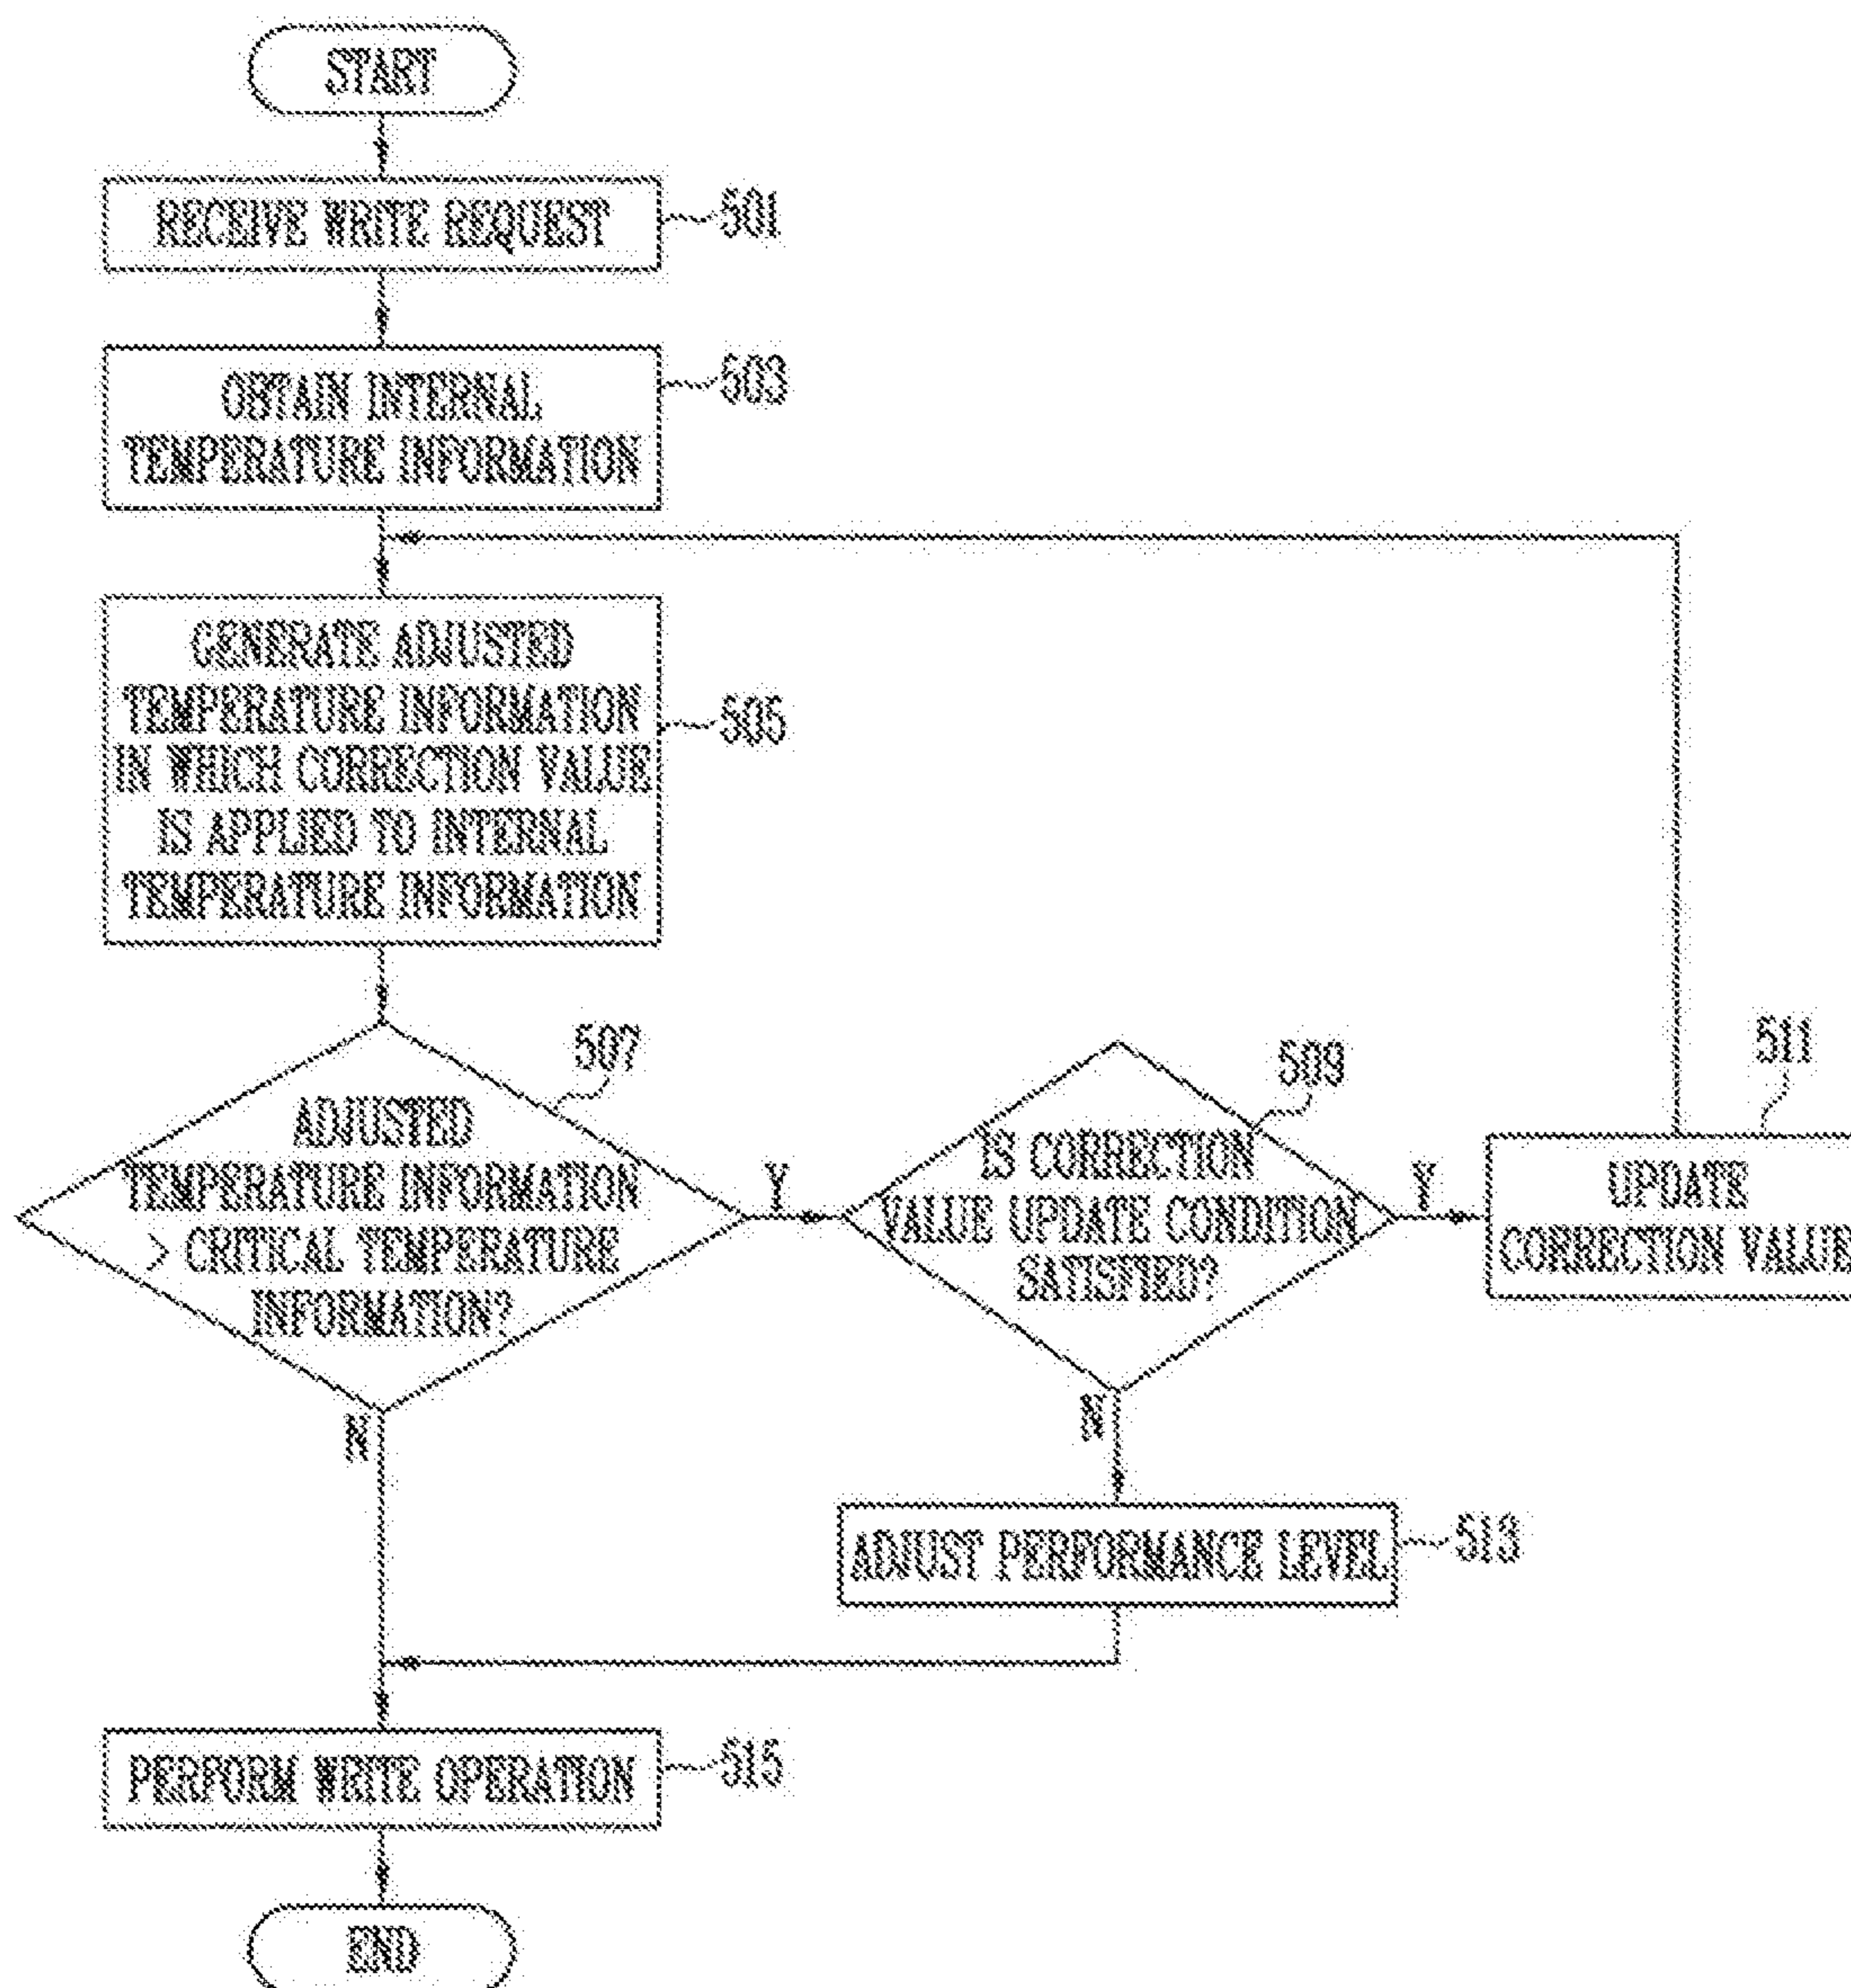 START
RECEIVE WRITE REQUEST
501
OBTAIN INTERNAL
TEMPERATURE INFORMATION
503
GENERATE ADJUSTED
TEMPERATURE INFORMATION
IN WHICH CORRECTION VALUE
IS APPLIED TO INTERNAL
TEMPERATURE INFORMATION
505
507
ADJUSTED
TEMPERATURE INFORMATION
> CRITICAL TEMPERATURE
INFORMATION?
Y
N
509
IS CORRECTION
VALUE UPDATE CONDITION
SATISFIED?
Y
N
511
UPDATE
CORRECTION VALUE
ADJUST PERFORMANCE LEVEL
513
PERFORM WRITE OPERATION
515
END